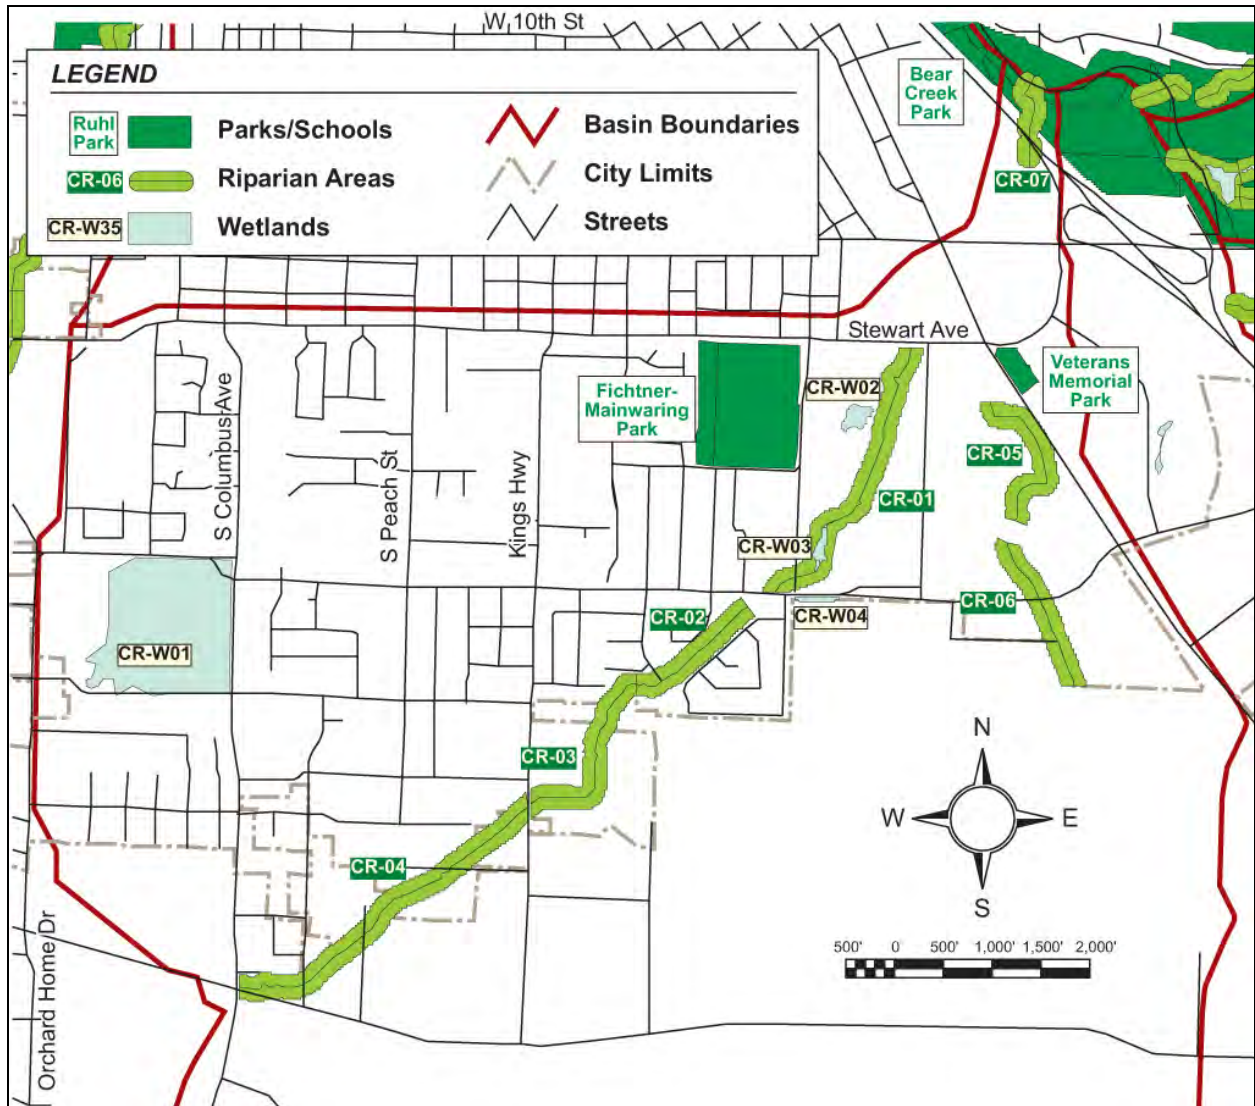 W 10th St
LEGEND
Ruhl
Park
Parks/Schools
CR-06
Riparian Areas
CR-W35
Wetlands
Basin Boundaries
City Limits
Streets
Bear
Creek
Park
CR-07
Stewart Ave
Fichtner-
Mainwaring
Park
CR-W02
Veterans
Memorial
Park
S Columbus Ave
S Peach St
Kings Hwy
CR-05
CR-01
CR-W03
CR-02
CR-W04
CR-06
CR-W01
CR-03
CR-04
Orchard Home Dr
N
W
E
S
500' 0 500' 1,000' 1,500' 2,000'